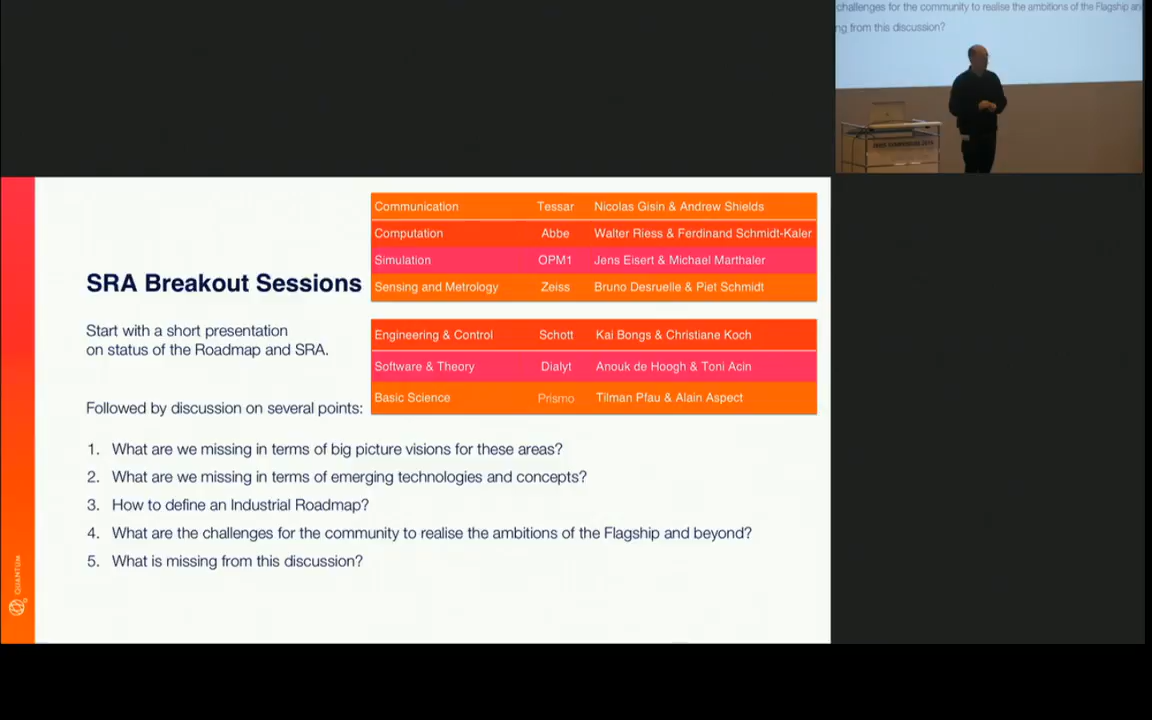 challenges for the community to realise the ambitions of the Flagship an
ng from this discussion?
ZEISS SYMPOSIUM
Communication Tessar Nicolas Gisin & Andrew Shields
Computation Abbe Walter Riess & Ferdinand Schmidt-Kaler
Simulation OPM1 Jens Eisert & Michael Marthaler
Sensing and Metrology Zeiss Bruno Desruelle & Piet Schmidt
SRA Breakout Sessions
Start with a short presentation
on status of the Roadmap and SRA.
Engineering & Control Schott Kai Bongs & Christiane Koch
Software & Theory Dialyt Anouk de Hoogh & Toni Acin
Basic Science Prismo Tilman Pfau & Alain Aspect
Followed by discussion on several points:
1. What are we missing in terms of big picture visions for these areas?
2. What are we missing in terms of emerging technologies and concepts?
3. How to define an Industrial Roadmap?
4. What are the challenges for the community to realise the ambitions of the Flagship and beyond?
5. What is missing from this discussion?
QUANTUM